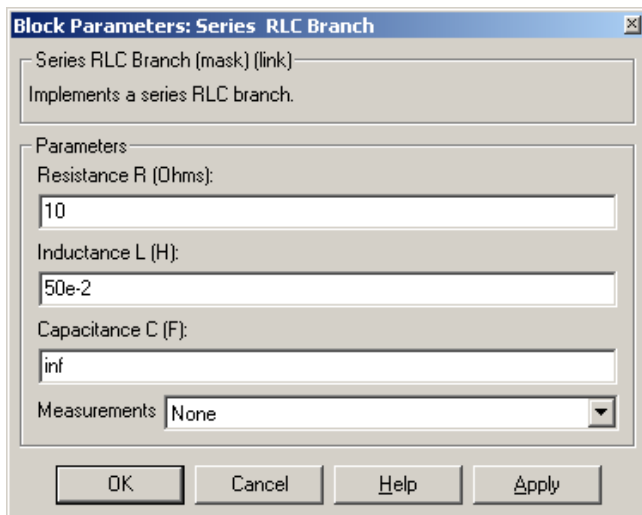 Block Parameters: Series RLC Branch
Series RLC Branch (mask) (link)
Implements a series RLC branch.
Parameters
Resistance R (Ohms):
10
Inductance L (H):
50e-2
Capacitance C (F):
inf
Measurements None
OK Cancel Help Apply